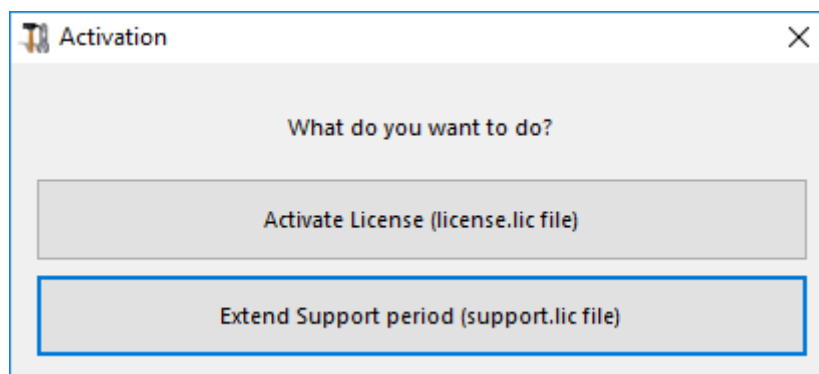 Activation
What do you want to do?
Activate License (license.lic file)
Extend Support period (support.lic file)